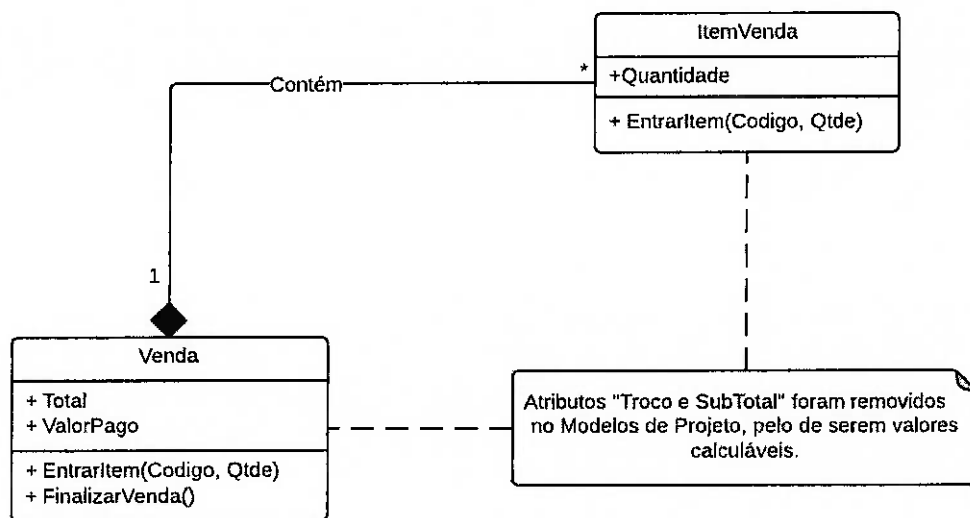 ItemVenda
+Quantidade
+ EntrarItem(Codigo, Qtde)
*
Contém
1
Venda
+ Total
+ ValorPago
+ EntrarItem(Codigo, Qtde)
+ FinalizarVenda()
Atributos "Troco e SubTotal" foram removidos
no Modelos de Projeto, pelo de serem valores
calculáveis.